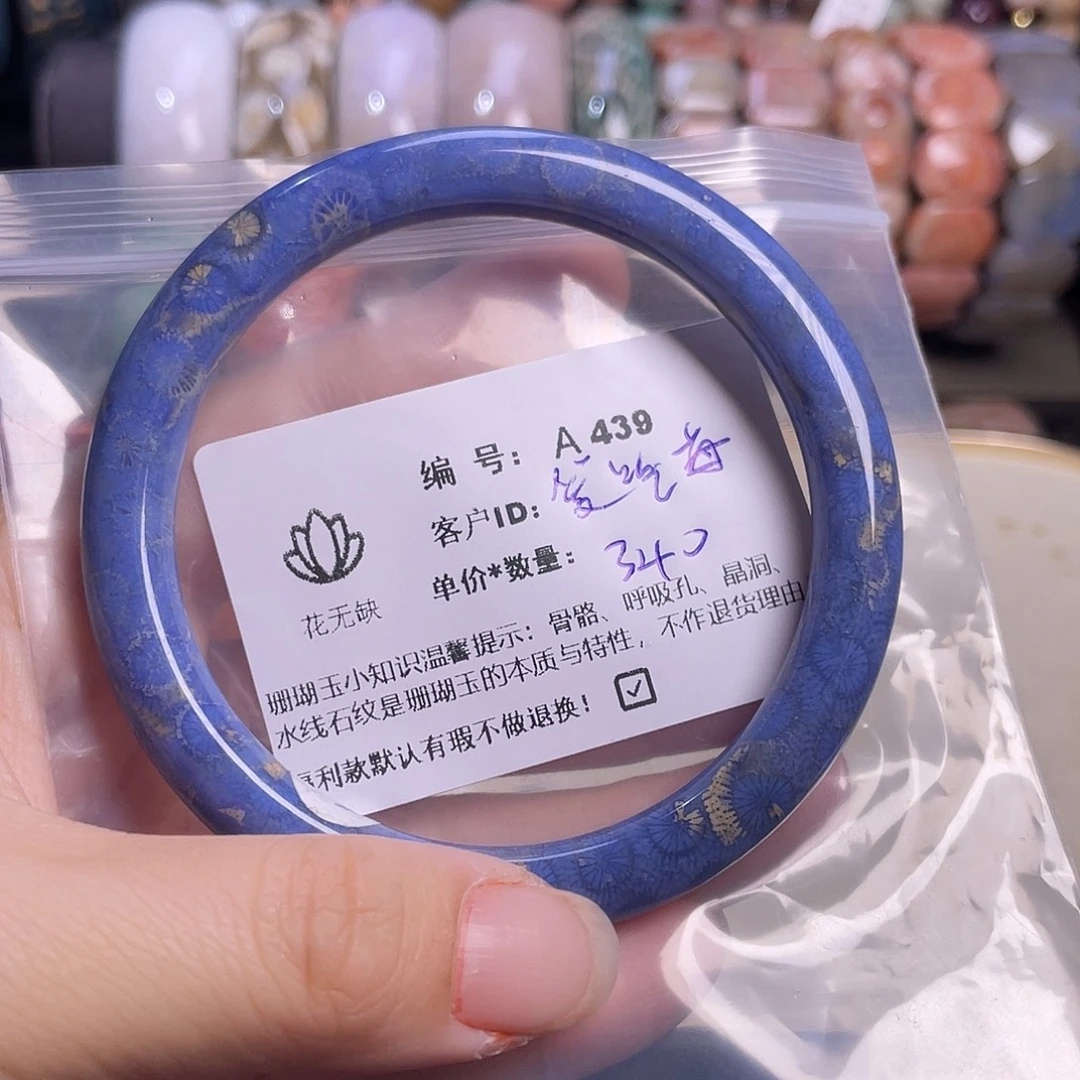 编号: A 439
客户ID:
单价*数量: 340
花无缺
珊瑚玉小知识温馨提示: 骨骼、呼吸孔、晶洞、
水线石纹是珊瑚玉的本质与特性, 不作退货理由
利款默认有瑕不做退换!